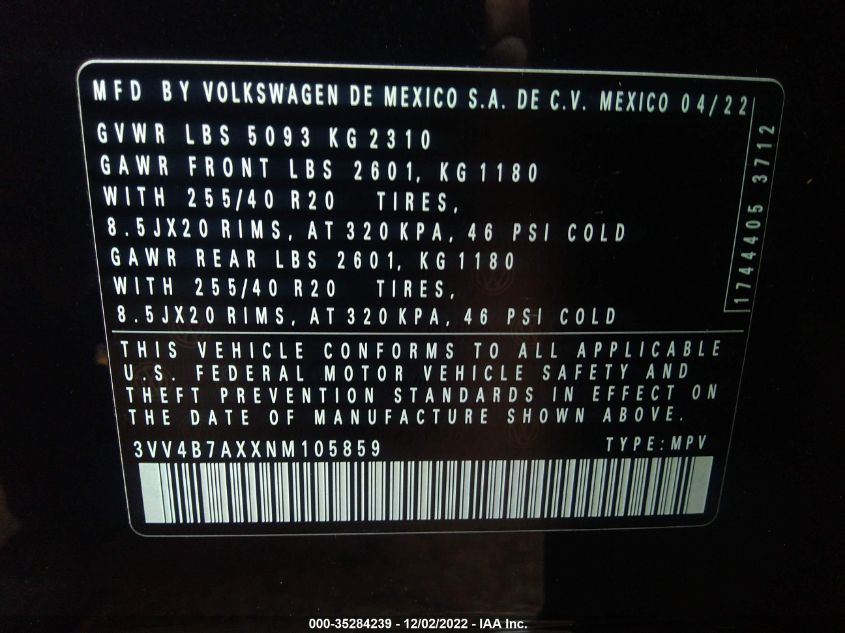 MFD BY VOLKSWAGEN DE MEXICO S.A. DE C.V. MEXICO 04/22
GVWR LBS 5093 KG 2310
GAWR FRONT LBS 2601, KG 1180
WITH 255/40 R20 TIRES,
8.5JX20 RIMS, AT 320 KPA, 46 PSI COLD
GAWR REAR LBS 2601, KG 1180
WITH 255/40 R20 TIRES,
8.5JX20 RIMS, AT 320 KPA, 46 PSI COLD
1744405 3712
THIS VEHICLE CONFORMS TO ALL APPLICABLE
U.S. FEDERAL MOTOR VEHICLE SAFETY AND
THEFT PREVENTION STANDARDS IN EFFECT ON
THE DATE OF MANUFACTURE SHOWN ABOVE.
3VV4B7AXXNM105859 TYPE: MPV
000-35284239 - 12/02/2022 - IAA Inc.